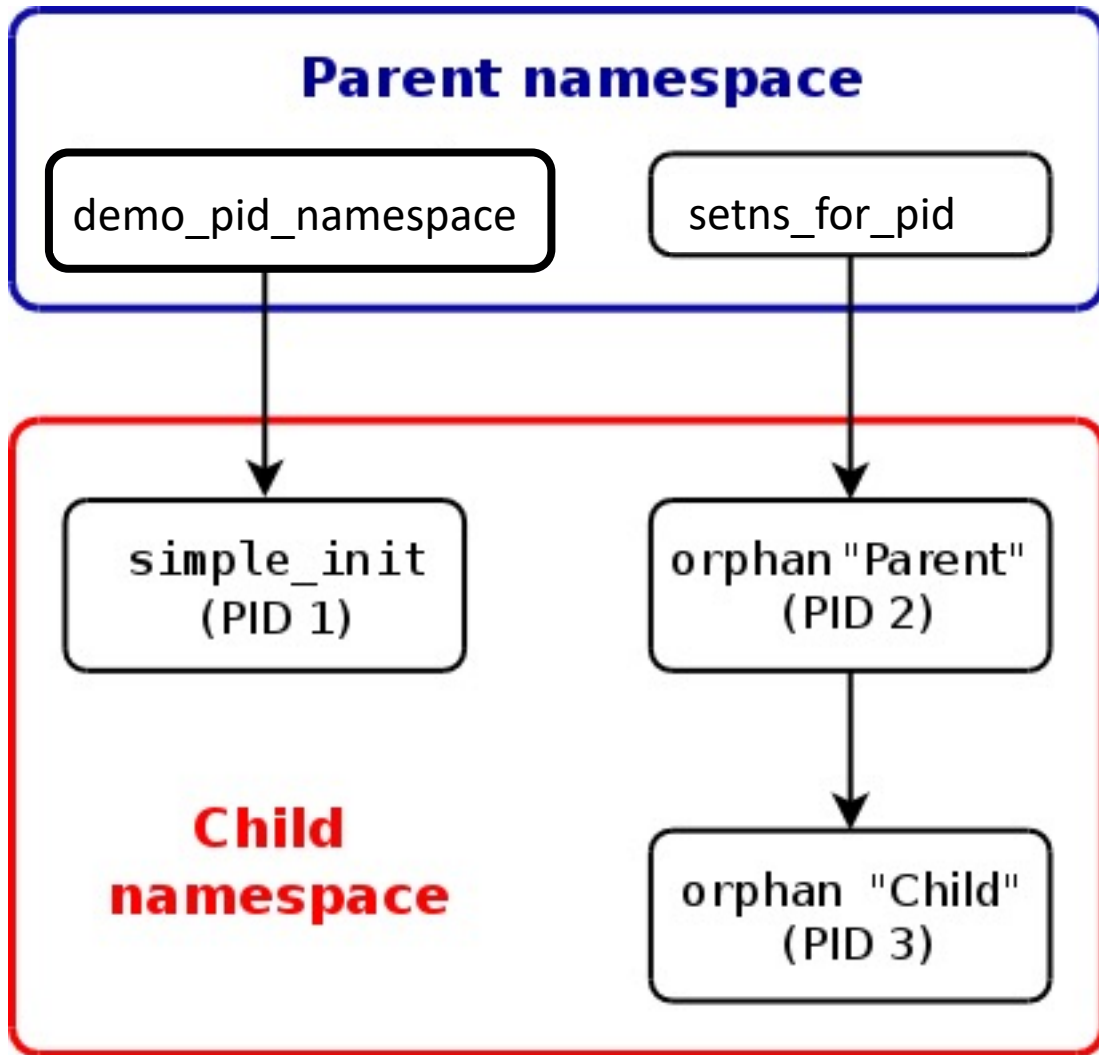 Parent namespace
demo_pid_namespace
setns_for_pid
simple_init
(PID 1)
orphan "Parent"
(PID 2)
Child
namespace
orphan "Child"
(PID 3)